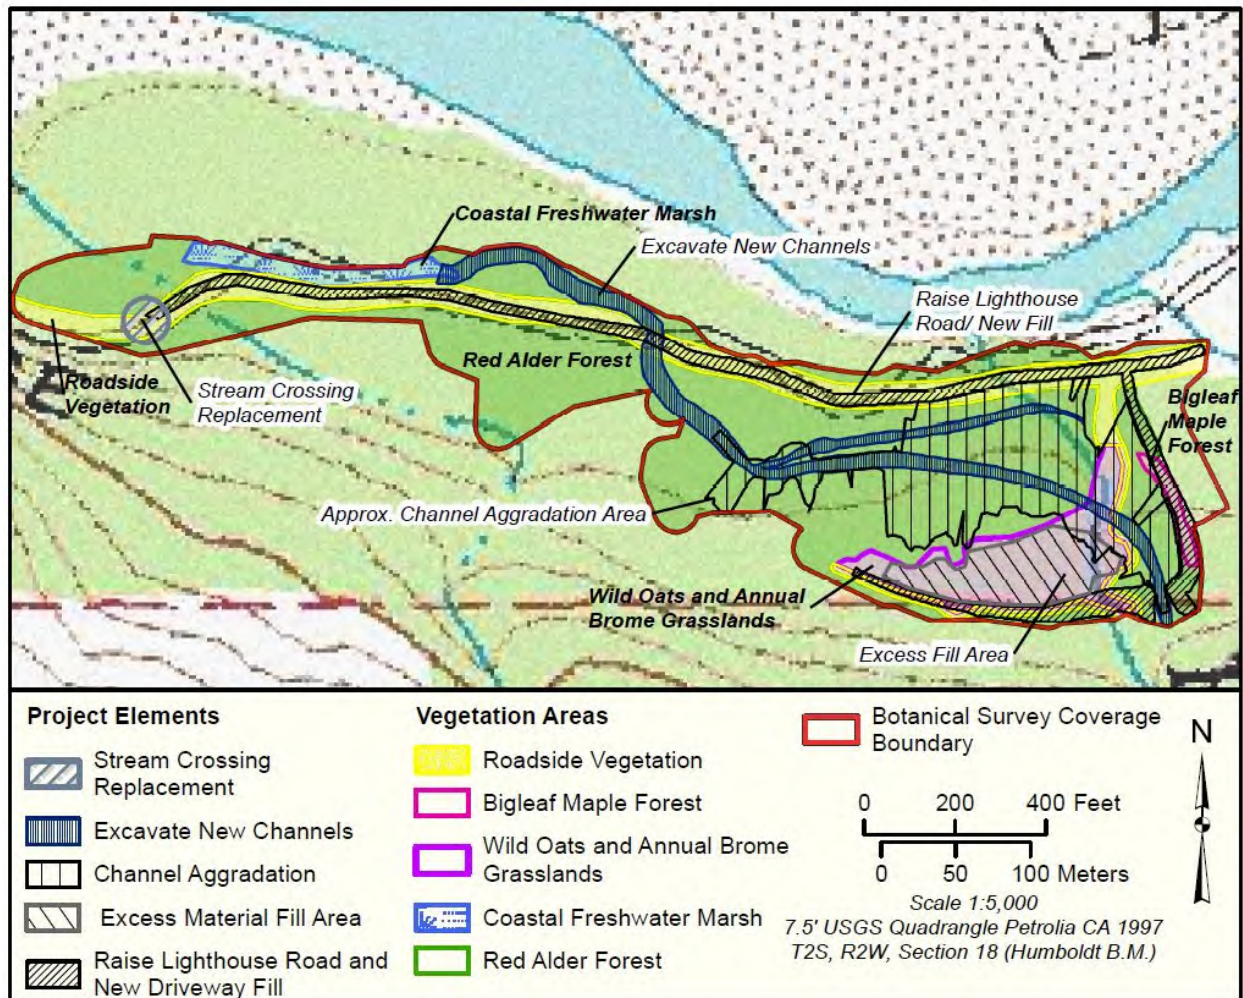 Coastal Freshwater Marsh
Excavate New Channels
Raise Lighthouse
Road/ New Fill
Red Alder Forest
Roadside
Vegetation
Stream Crossing
Replacement
Bigleaf
Maple
Forest
Approx. Channel Aggradation Area
Wild Oats and Annual
Brome Grasslands
Excess Fill Area
Project Elements
Stream Crossing
Replacement
Excavate New Channels
Channel Aggradation
Excess Material Fill Area
Raise Lighthouse Road and
New Driveway Fill
Vegetation Areas
Roadside Vegetation
Bigleaf Maple Forest
Wild Oats and Annual Brome
Grasslands
Coastal Freshwater Marsh
Red Alder Forest
Botanical Survey Coverage
Boundary
N
0 200 400 Feet
0 50 100 Meters
Scale 1:5,000
7.5' USGS Quadrangle Petrolia CA 1997
T2S, R2W, Section 18 (Humboldt B.M.)